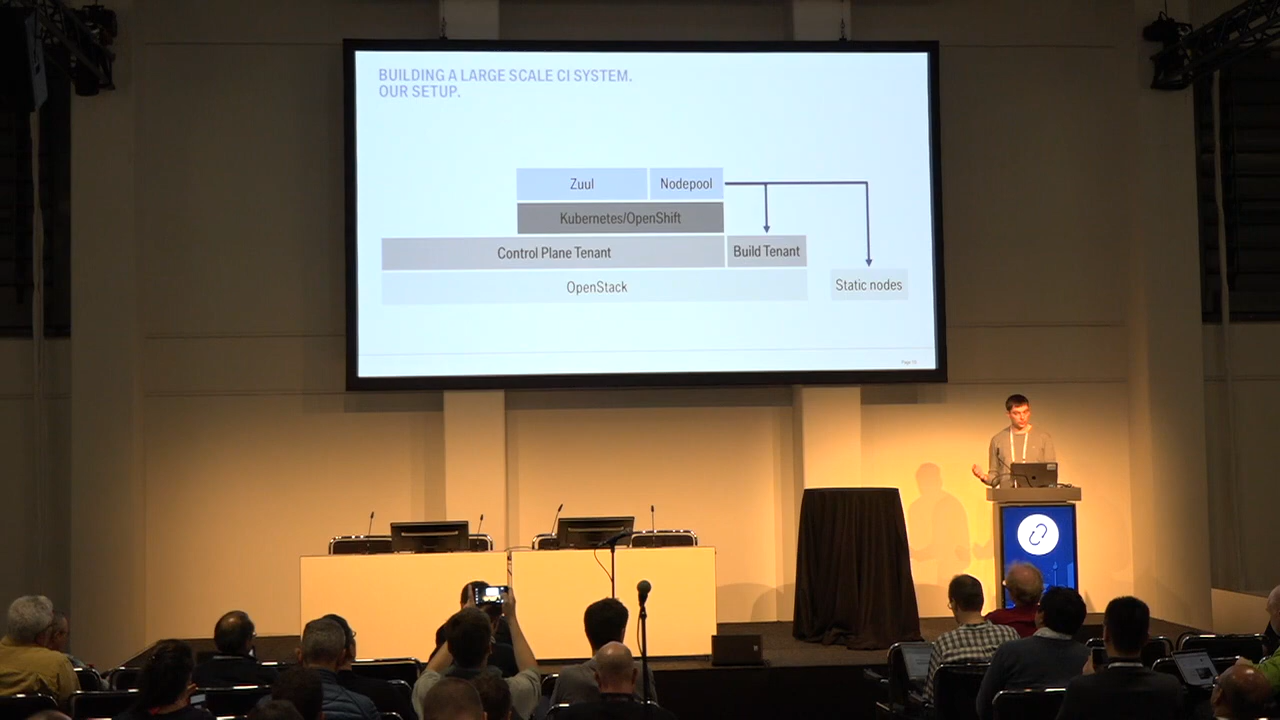 BUILDING A LARGE SCALE CI SYSTEM.
OUR SETUP.
Zuul
Nodepool
Kubernetes/OpenShift
Control Plane Tenant
Build Tenant
OpenStack
Static nodes